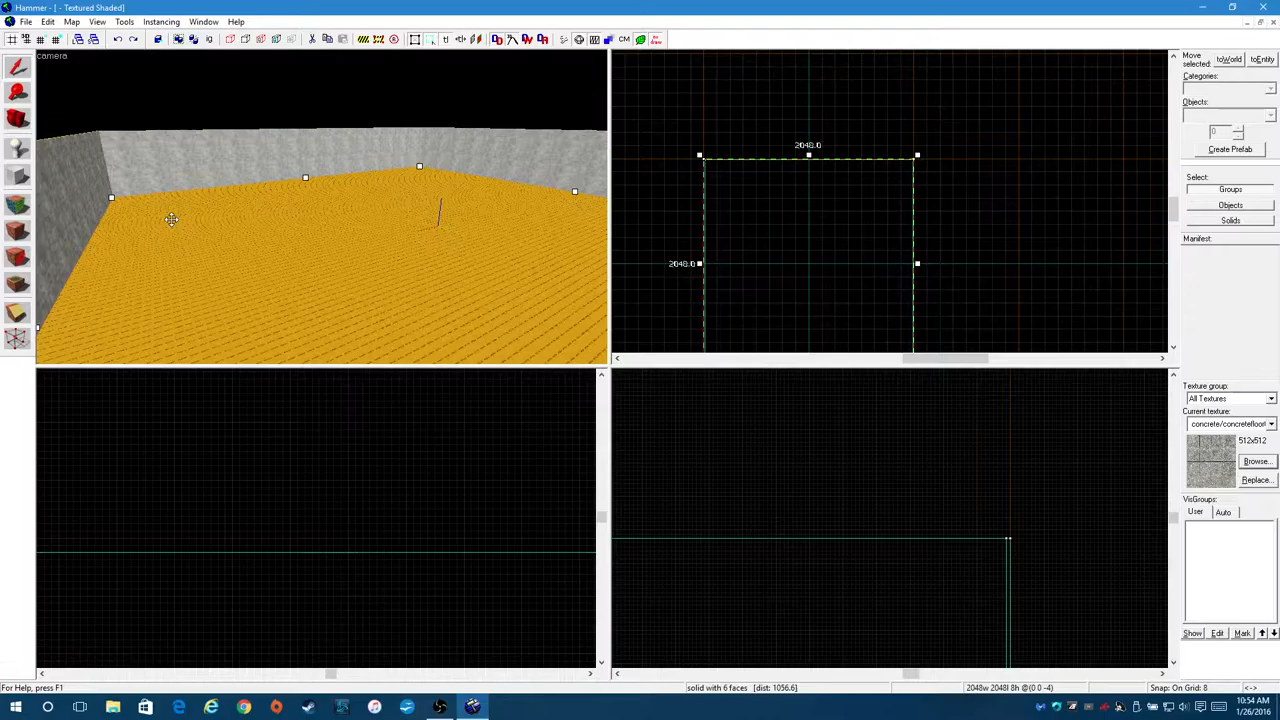 Hammer - [ - Textured Shaded]
File Edit Map View Tools Instancing Window Help
camera
2048.0
2048.0
Move selected:
toWorld toEntity
Categories:
Objects:
0
Create Prefab
Select:
Groups
Objects
Solids
Manifest:
Texture group:
All Textures
Current texture:
concrete/concretefloor
512x512
Browse...
Replace...
VisGroups:
User Auto
Show Edit Mark
For Help, press F1
solid with 6 faces [dist: 1056.6]
2048w 2048l 8h @(0 0 -4)
Snap: On Grid: 8
<->
10:54 AM
1/26/2016